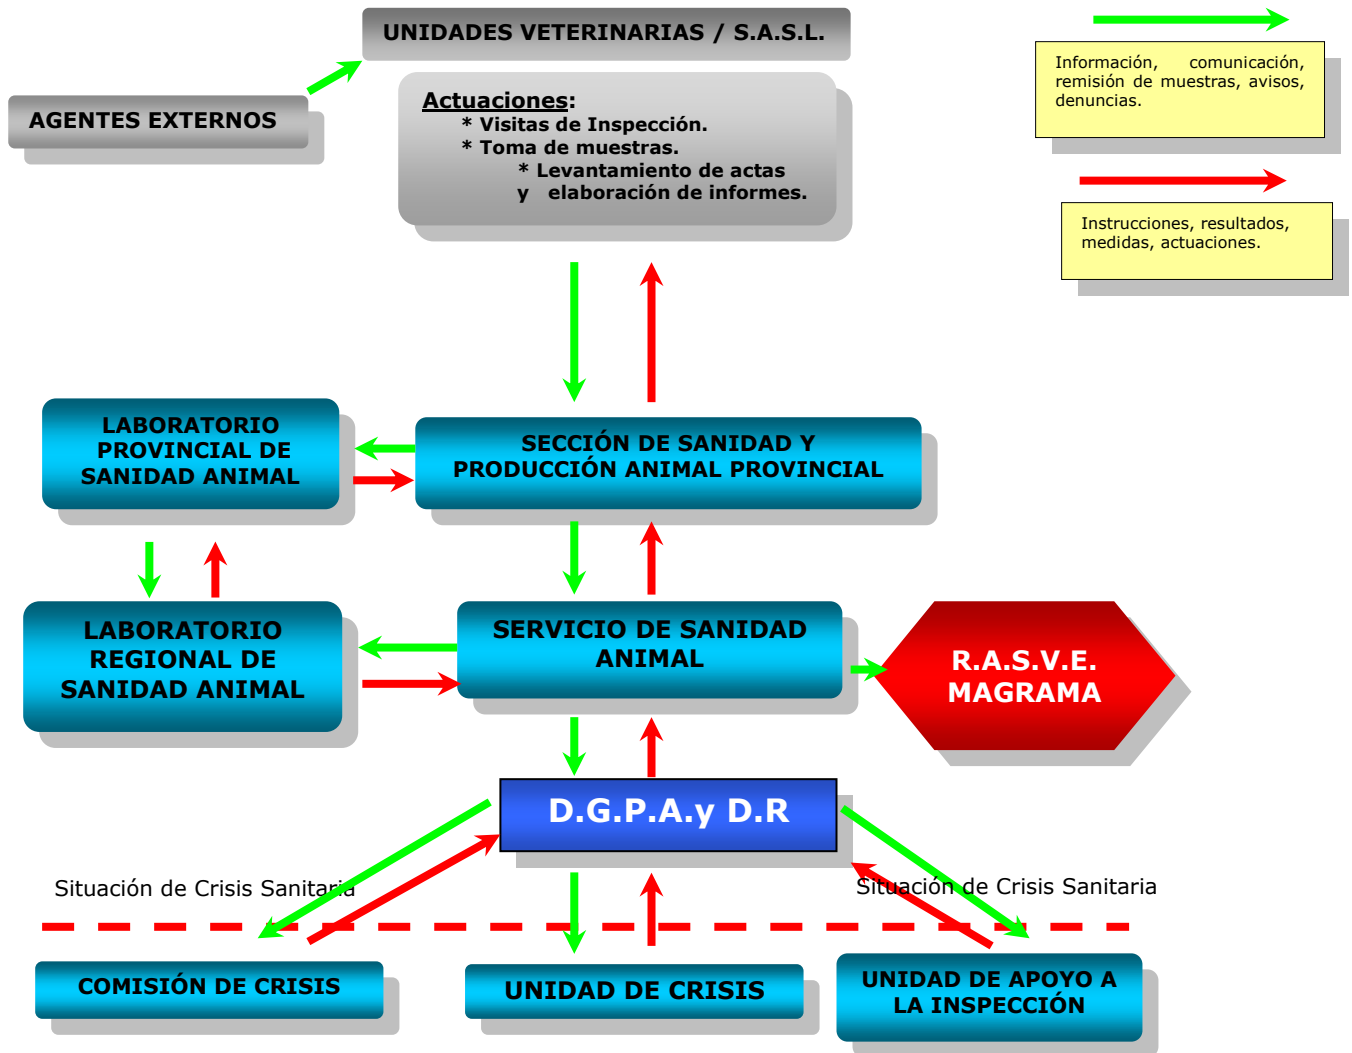 UNIDADES VETERINARIAS / S.A.S.L.
AGENTES EXTERNOS
Actuaciones:
* Visitas de Inspección.
* Toma de muestras.
* Levantamiento de actas
y elaboración de informes.
Información, comunicación,
remisión de muestras, avisos,
denuncias.
Instrucciones, resultados,
medidas, actuaciones.
LABORATORIO
PROVINCIAL DE
SANIDAD ANIMAL
SECCIÓN DE SANIDAD Y
PRODUCCIÓN ANIMAL PROVINCIAL
LABORATORIO
REGIONAL DE
SANIDAD ANIMAL
SERVICIO DE SANIDAD
ANIMAL
R.A.S.V.E.
MAGRAMA
D.G.P.A.y D.R
Situación de Crisis Sanitaria
Situación de Crisis Sanitaria
COMISIÓN DE CRISIS
UNIDAD DE CRISIS
UNIDAD DE APOYO A
LA INSPECCIÓN